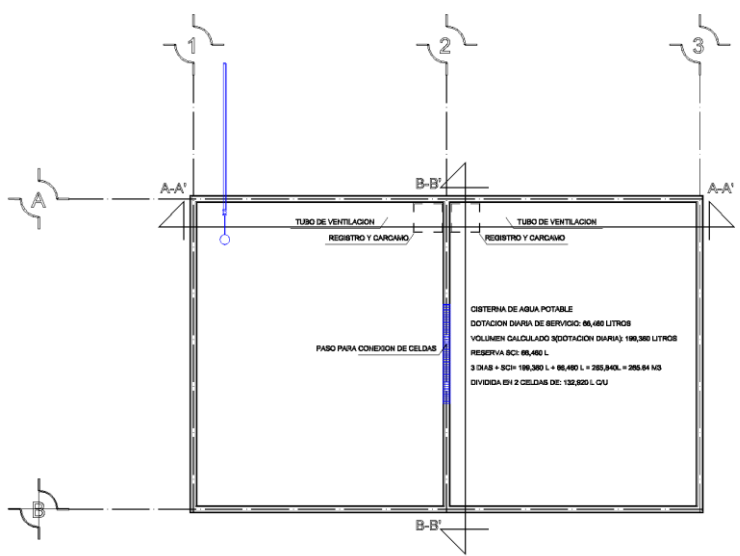 1
2
3
A
A-A'
B-B'
A-A'
TUBO DE VENTILACION
TUBO DE VENTILACION
REGISTRO Y CARCAMO
REGISTRO Y CARCAMO
CISTERNA DE AGUA POTABLE
DOTACION DIARIA DE SERVICIO: 66,460 LITROS
VOLUMEN CALCULADO 3(DOTACION DIARIA): 199,380 LITROS
PASO PARA CONEXION DE CELDAS
RESERVA SCI: 66,460 L
3 DIAS + SCI= 199,380 L + 66,460 L = 265,840L = 265.84 M3
DIVIDIDA EN 2 CELDAS DE: 132,920 L C/U
B
B-B'